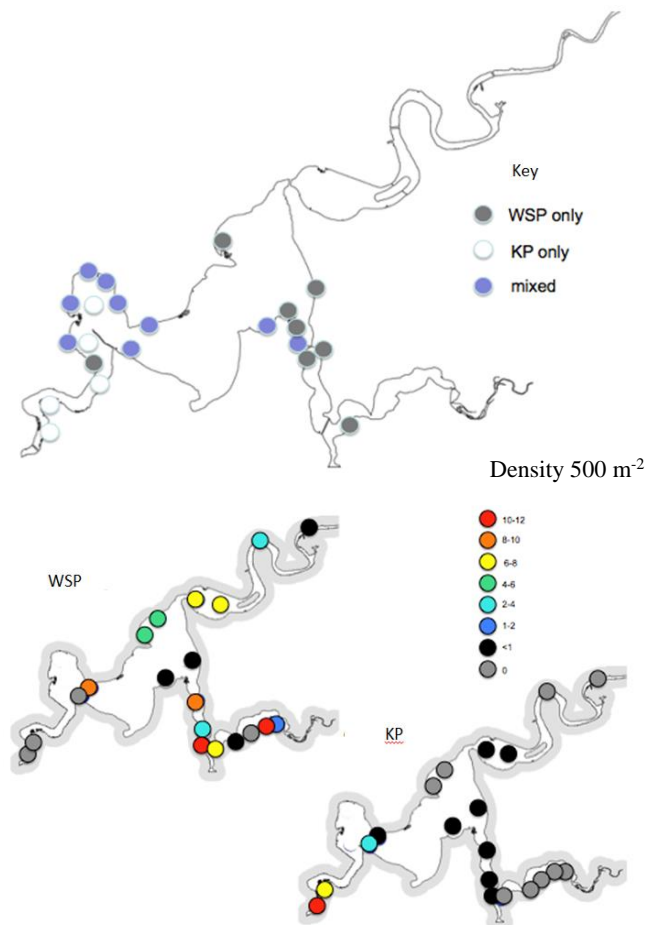 Key
WSP only
KP only
mixed
Density 500 m-2
WSP
10-12
8-10
6-8
4-6
2-4
1-2
<1
0
KP